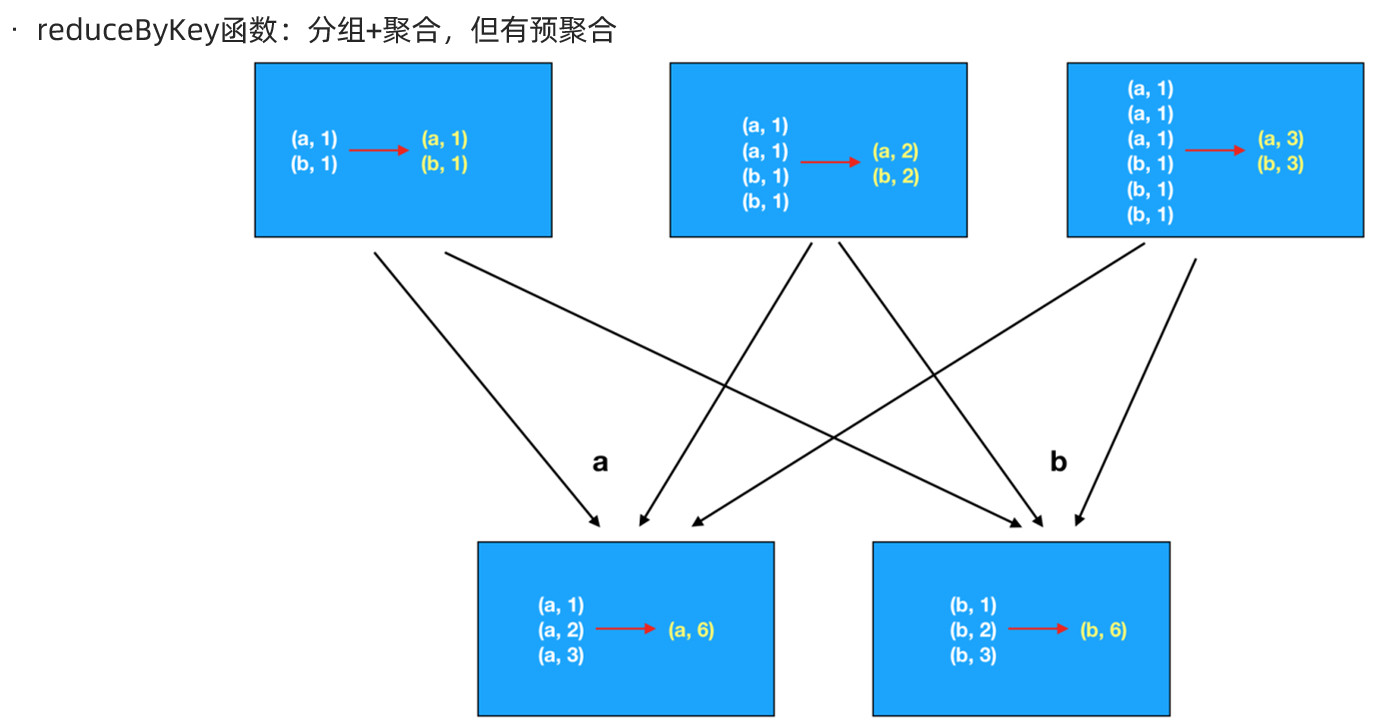 · reduceByKey函数：分组+聚合，但有预聚合
(a, 1)
(b, 1)
(a, 1)
(b, 1)
(a, 1)
(a, 1)
(b, 1)
(b, 1)
(a, 2)
(b, 2)
(a, 1)
(a, 1)
(a, 1)
(b, 1)
(b, 1)
(b, 1)
(a, 3)
(b, 3)
a
b
(a, 1)
(a, 2)
(a, 3)
(a, 6)
(b, 1)
(b, 2)
(b, 3)
(b, 6)